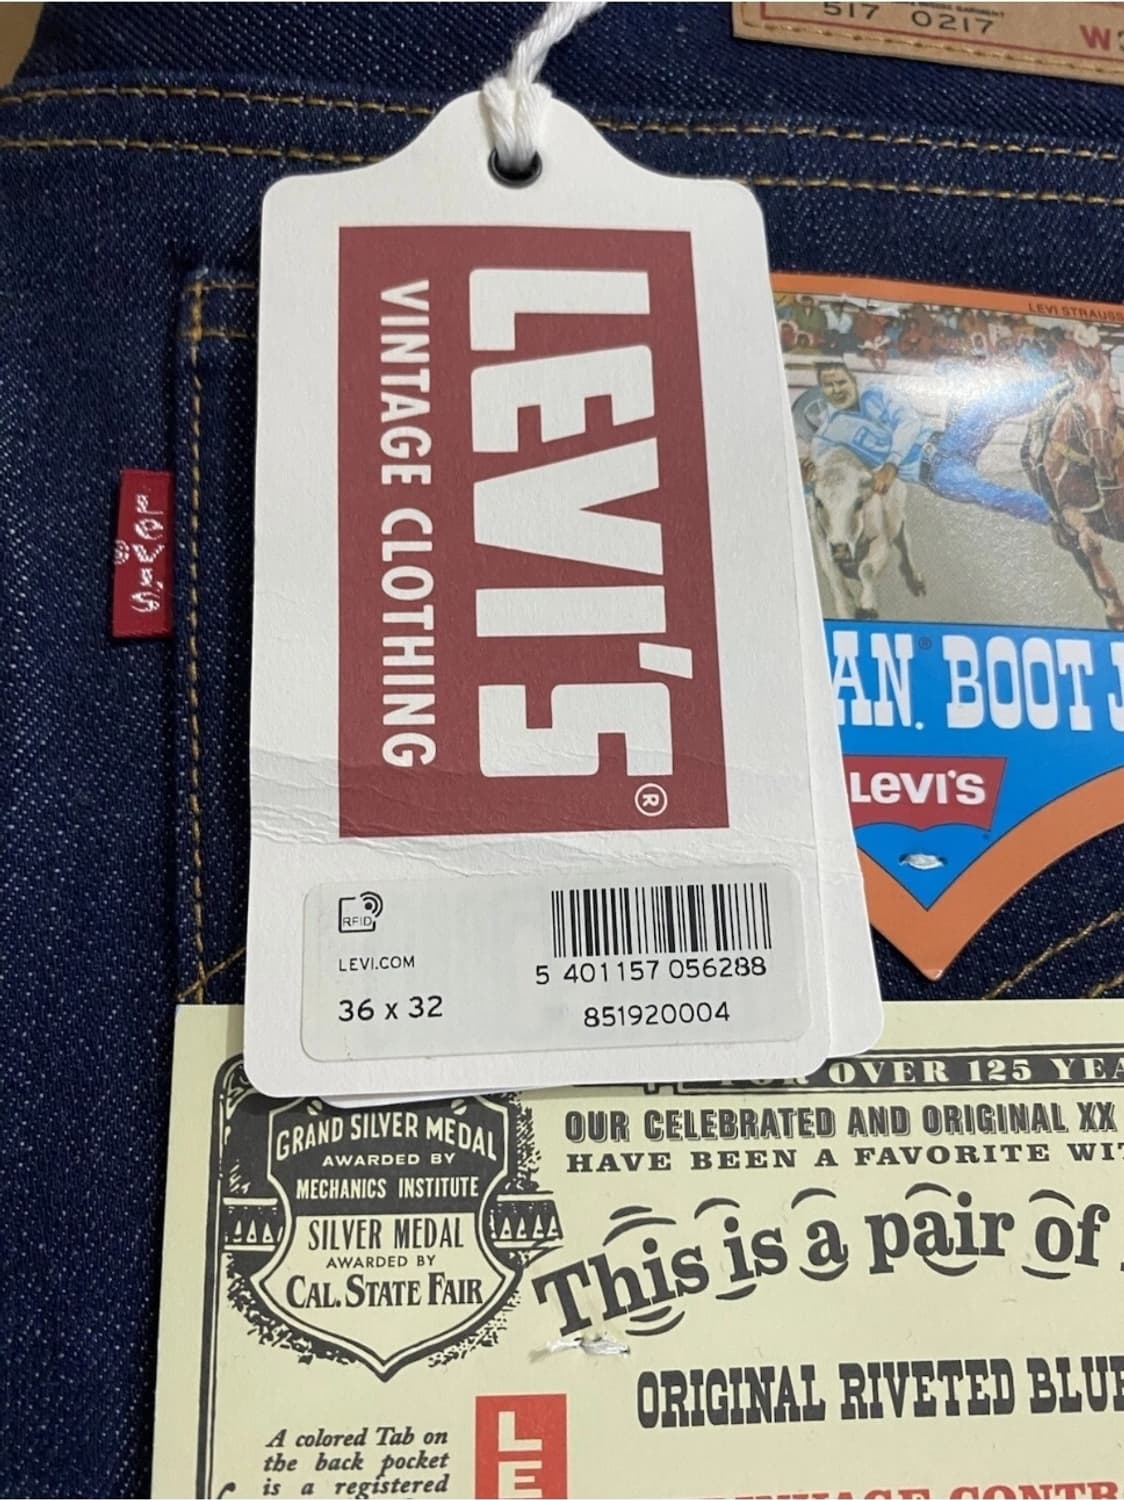 517 0217
W
LEVI'S®
VINTAGE CLOTHING
LEVI STRAUSS
LEVI'S
®
AN.® BOOT J
LEVI'S
RFID
LEVI.COM
36 x 32
5 401157 056288
851920004
FOR OVER 125 YEA
OUR CELEBRATED AND ORIGINAL XX
HAVE BEEN A FAVORITE WI
GRAND SILVER MEDAL
AWARDED BY
MECHANICS INSTITUTE
SILVER MEDAL
AWARDED BY
CAL. STATE FAIR
This is a pair of
ORIGINAL RIVETED BLUE
A colored Tab on
the back pocket
is a registered
LE